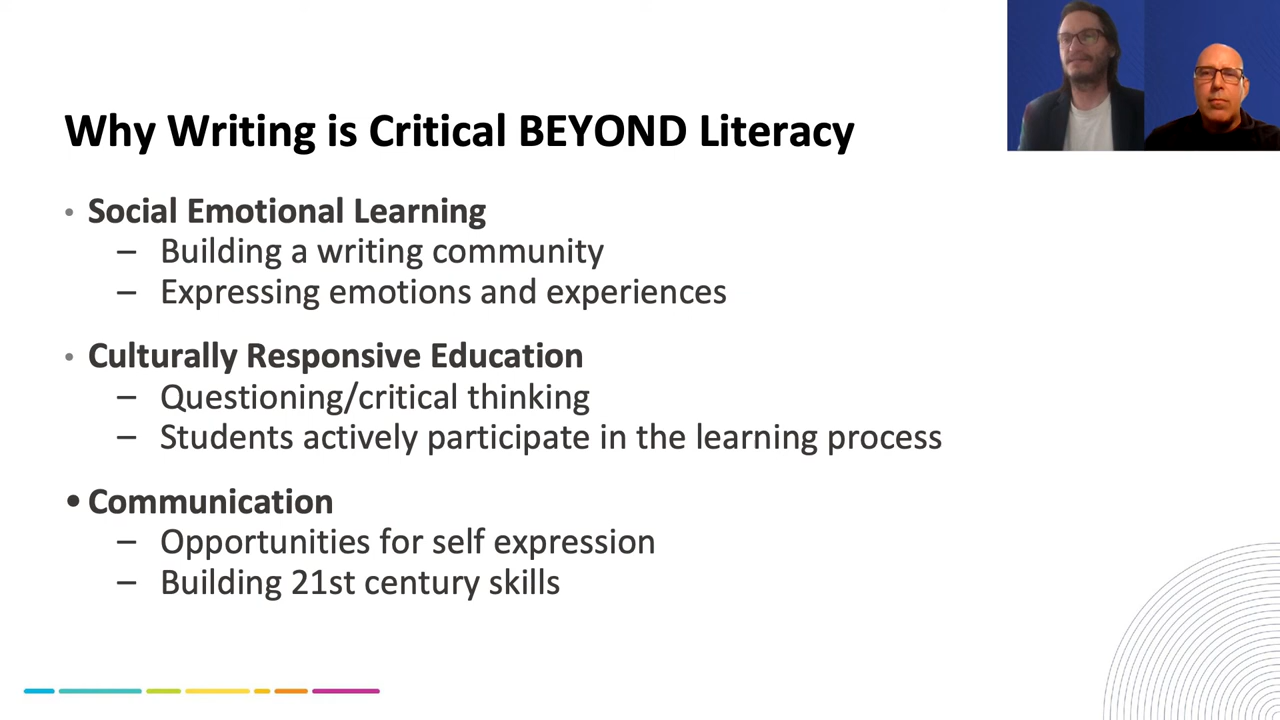 Why Writing is Critical BEYOND Literacy
• Social Emotional Learning
– Building a writing community
– Expressing emotions and experiences
• Culturally Responsive Education
– Questioning/critical thinking
– Students actively participate in the learning process
• Communication
– Opportunities for self expression
– Building 21st century skills